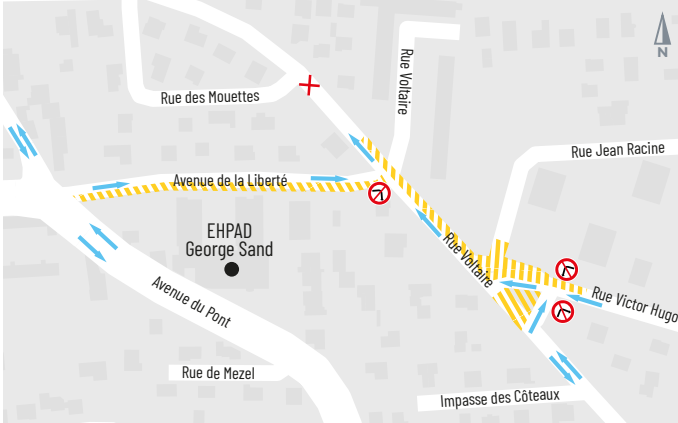 Rue Voltaire
N
Rue des Mouettes
Rue Jean Racine
Avenue de la Liberté
EHPAD
George Sand
Rue Voltaire
Avenue du Pont
Rue Victor Hugo
Rue de Mezel
Impasse des Côteaux